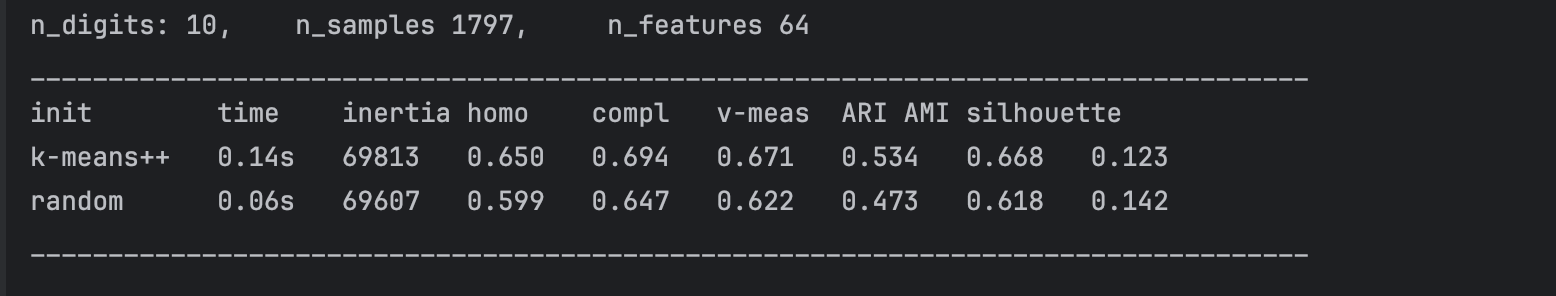 n_digits: 10,    n_samples 1797,     n_features 64
__________________________________________________________________________________
init        time    inertia homo    compl   v-meas  ARI AMI silhouette
k-means++   0.14s   69813   0.650   0.694   0.671   0.534   0.668   0.123
random      0.06s   69607   0.599   0.647   0.622   0.473   0.618   0.142
__________________________________________________________________________________